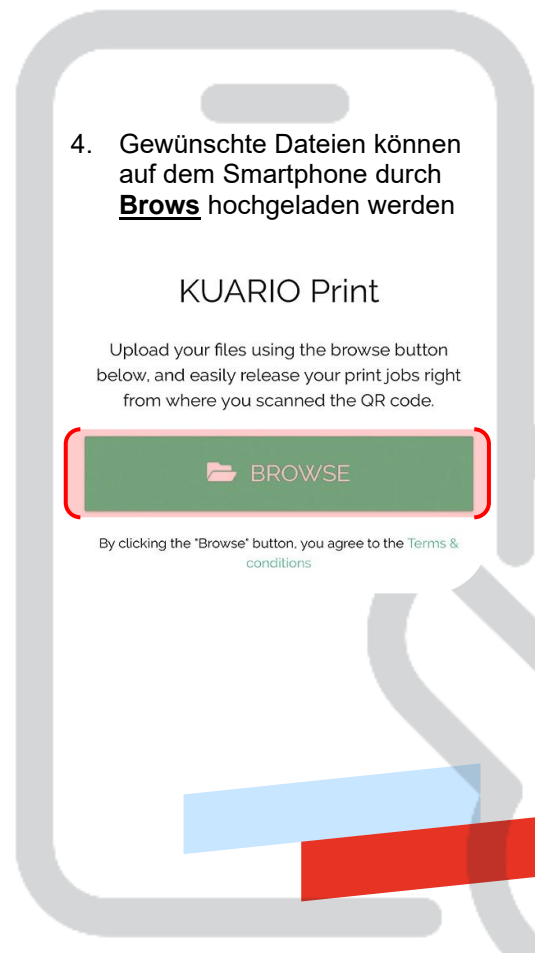 4. Gewünschte Dateien können
auf dem Smartphone durch
Brows hochgeladen werden
KUARIO Print
Upload your files using the browse button
below, and easily release your print jobs right
from where you scanned the QR code.
BROWSE
By clicking the "Browse" button, you agree to the Terms &
conditions